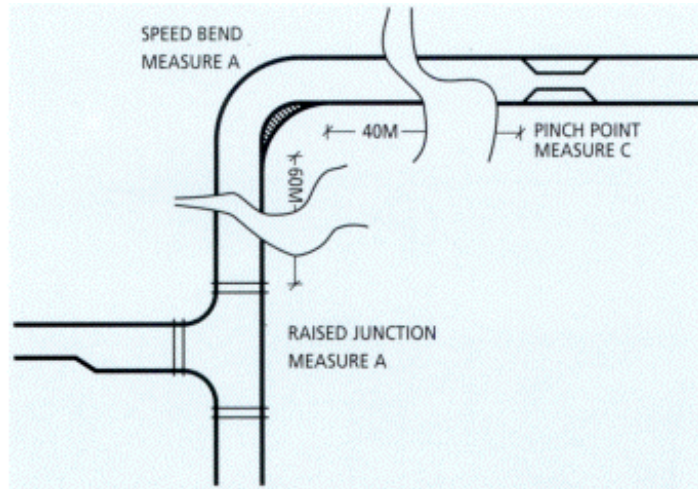 SPEED BEND
MEASURE A
40M
PINCH POINT
MEASURE C
60M
RAISED JUNCTION
MEASURE A